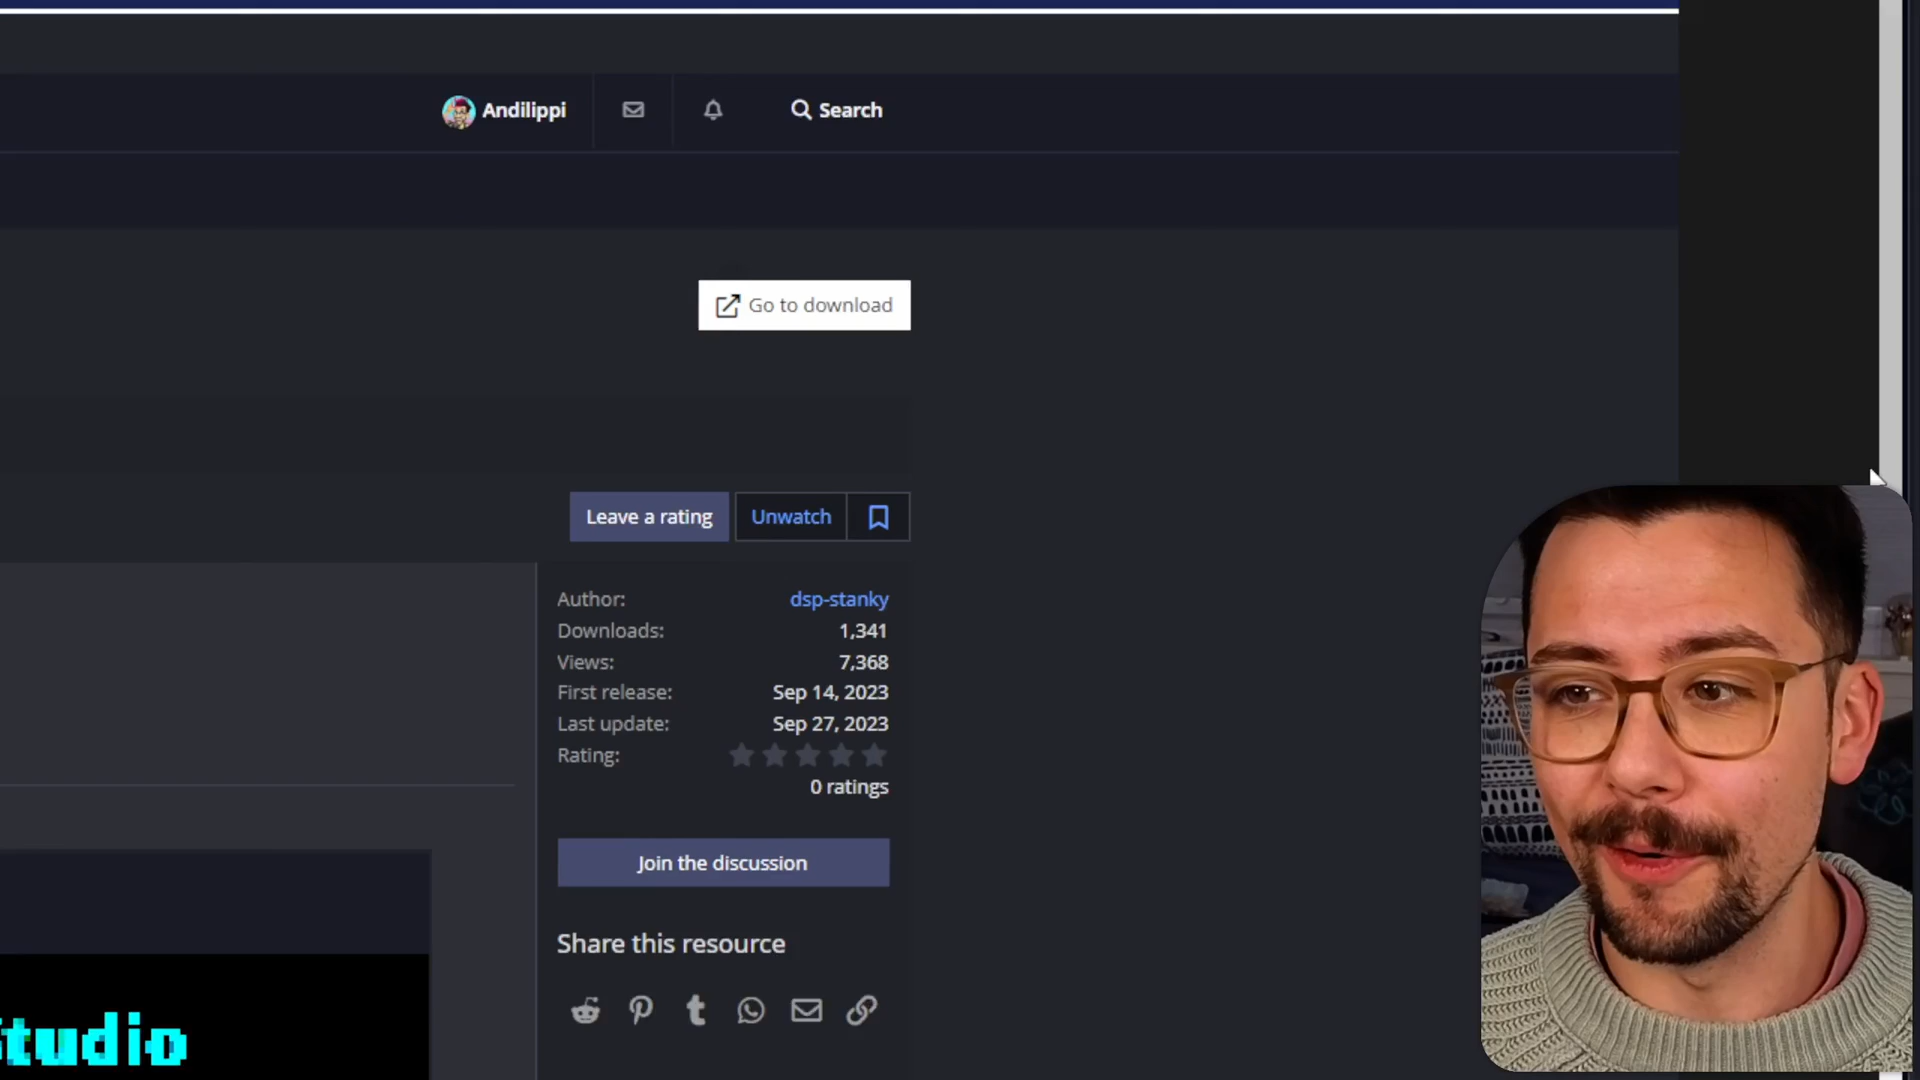 Andilippi
Search
Go to download
Leave a rating
Unwatch
Author: dsp-stanky
Downloads: 1,341
Views: 7,368
First release: Sep 14, 2023
Last update: Sep 27, 2023
Rating:
0 ratings
Join the discussion
Share this resource
Studio